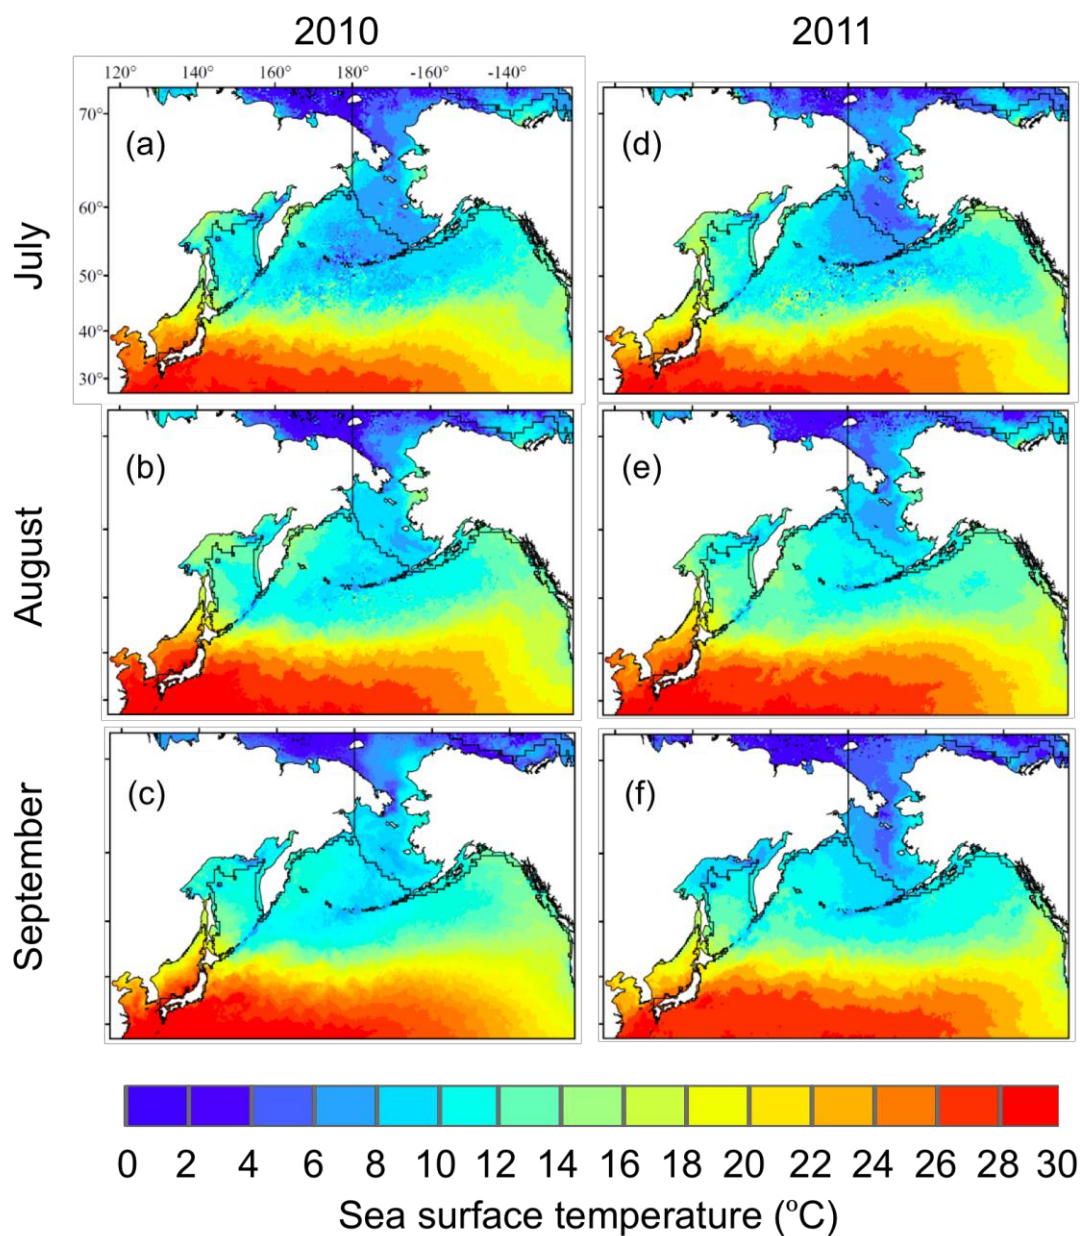 2010 2011
120° 140° 160° 180° -160° -140°
July
70°
60°
50°
40°
30°
(a) (d)
August
(b) (e)
September
(c) (f)
0 2 4 6 8 10 12 14 16 18 20 22 24 26 28 30
Sea surface temperature (°C)